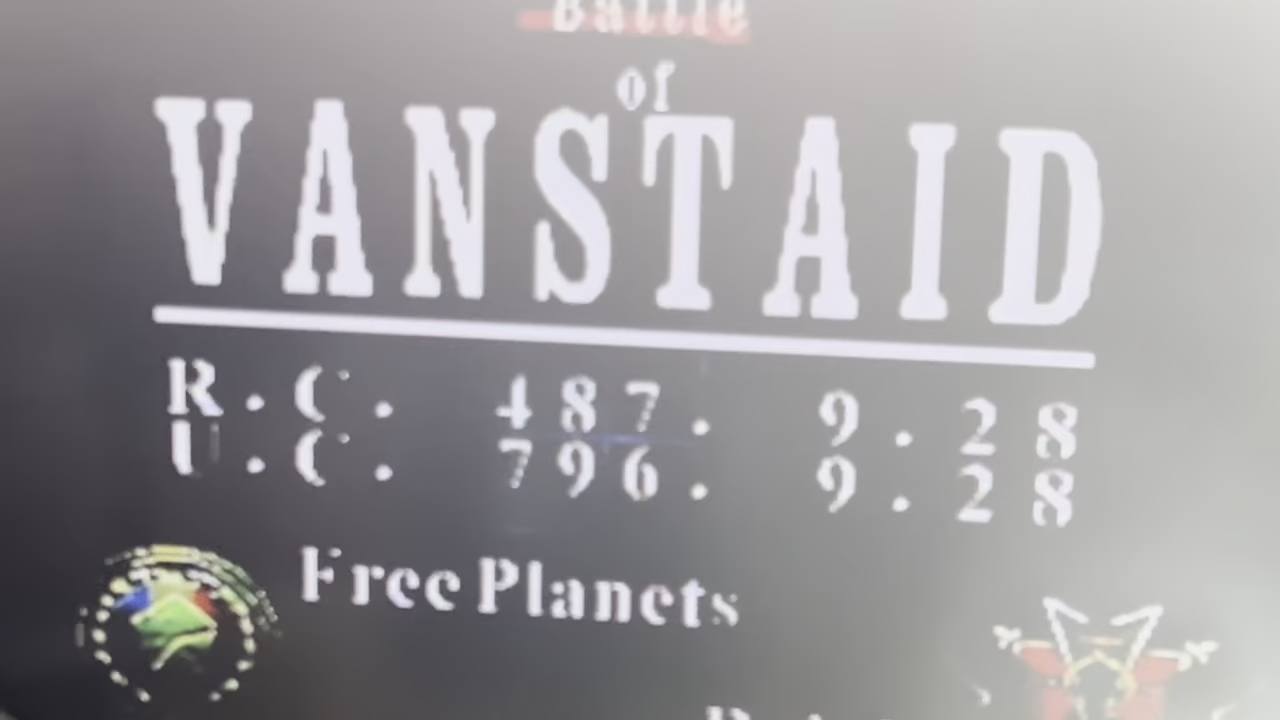 Battle
of
VANSTAID
R.C. 487. 9.28
U.C. 796. 9.28
Free Planets